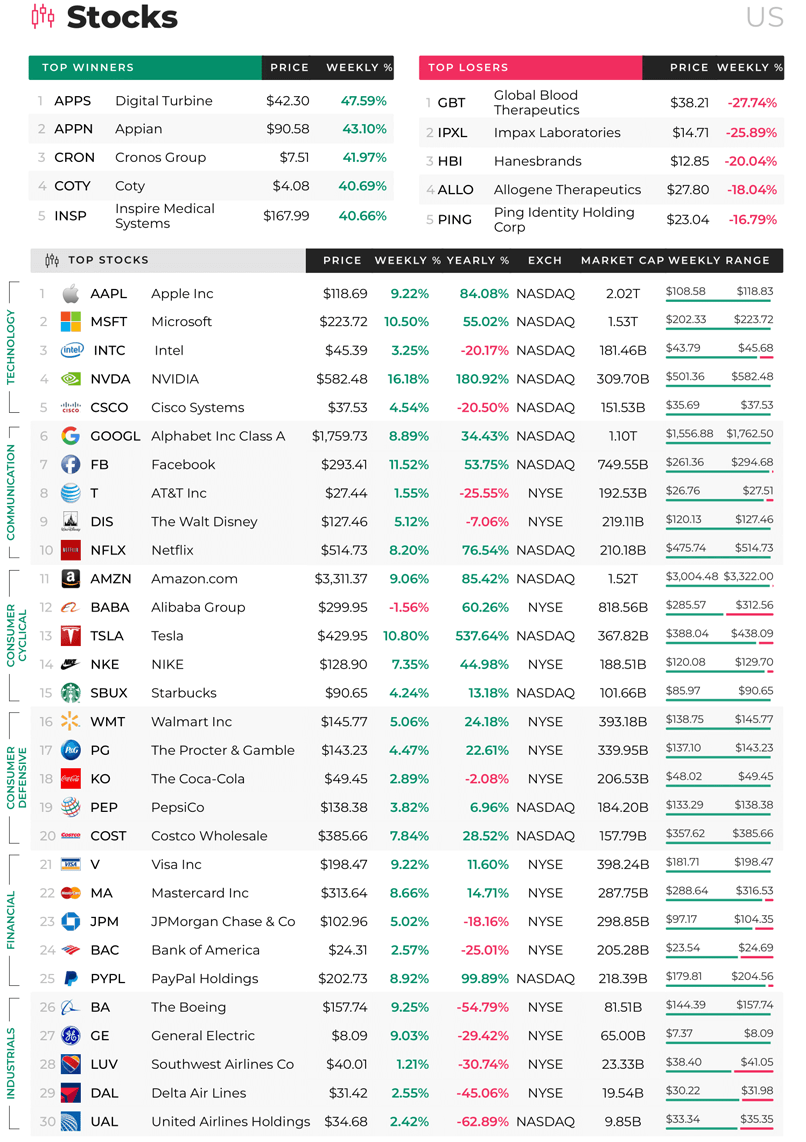 Stocks
US
TOP WINNERS PRICE WEEKLY %
1 APPS Digital Turbine $42.30 47.59%
2 APPN Appian $90.58 43.10%
3 CRON Cronos Group $7.51 41.97%
4 COTY Coty $4.08 40.69%
5 INSP Inspire Medical Systems $167.99 40.66%
TOP LOSERS PRICE WEEKLY %
1 GBT Global Blood Therapeutics $38.21 -27.74%
2 IPXL Impax Laboratories $14.71 -25.89%
3 HBI Hanesbrands $12.85 -20.04%
4 ALLO Allogene Therapeutics $27.80 -18.04%
5 PING Ping Identity Holding Corp $23.04 -16.79%
TOP STOCKS PRICE WEEKLY % YEARLY % EXCH MARKET CAP WEEKLY RANGE
TECHNOLOGY
1 AAPL Apple Inc $118.69 9.22% 84.08% NASDAQ 2.02T $108.58 $118.83
2 MSFT Microsoft $223.72 10.50% 55.02% NASDAQ 1.53T $202.33 $223.72
3 intel INTC Intel $45.39 3.25% -20.17% NASDAQ 181.46B $43.79 $45.68
4 NVDA NVIDIA $582.48 16.18% 180.92% NASDAQ 309.70B $501.36 $582.48
5 CISCO CSCO Cisco Systems $37.53 4.54% -20.50% NASDAQ 151.53B $35.69 $37.53
COMMUNICATION
6 GOOGL Alphabet Inc Class A $1,759.73 8.89% 34.43% NASDAQ 1.10T $1,556.88 $1,762.50
7 FB Facebook $293.41 11.52% 53.75% NASDAQ 749.55B $261.36 $294.68
8 T AT&T Inc $27.44 1.55% -25.55% NYSE 192.53B $26.76 $27.51
9 DIS The Walt Disney $127.46 5.12% -7.06% NYSE 219.11B $120.13 $127.46
10 NETFLIX NFLX Netflix $514.73 8.20% 76.54% NASDAQ 210.18B $475.74 $514.73
CONSUMER CYCLICAL
11 AMZN Amazon.com $3,311.37 9.06% 85.42% NASDAQ 1.52T $3,004.48 $3,322.00
12 BABA Alibaba Group $299.95 -1.56% 60.26% NYSE 818.56B $285.57 $312.56
13 TSLA Tesla $429.95 10.80% 537.64% NASDAQ 367.82B $388.04 $438.09
14 NKE NIKE $128.90 7.35% 44.98% NYSE 188.51B $120.08 $129.70
15 SBUX Starbucks $90.65 4.24% 13.18% NASDAQ 101.66B $85.97 $90.65
CONSUMER DEFENSIVE
16 WMT Walmart Inc $145.77 5.06% 24.18% NYSE 393.18B $138.75 $145.77
17 P&G PG The Procter & Gamble $143.23 4.47% 22.61% NYSE 339.95B $137.10 $143.23
18 Coca-Cola KO The Coca-Cola $49.45 2.89% -2.08% NYSE 206.53B $48.02 $49.45
19 PEP PepsiCo $138.38 3.82% 6.96% NASDAQ 184.20B $133.29 $138.38
20 COSTCO COST Costco Wholesale $385.66 7.84% 28.52% NASDAQ 157.79B $357.62 $385.66
FINANCIAL
21 VISA V Visa Inc $198.47 9.22% 11.60% NYSE 398.24B $181.71 $198.47
22 MasterCard MA Mastercard Inc $313.64 8.66% 14.71% NYSE 287.75B $288.64 $316.53
23 JPM JPMorgan Chase & Co $102.96 5.02% -18.16% NYSE 298.85B $97.17 $104.35
24 BAC Bank of America $24.31 2.57% -25.01% NYSE 205.28B $23.54 $24.69
25 PYPL PayPal Holdings $202.73 8.92% 99.89% NASDAQ 218.39B $179.81 $204.56
INDUSTRIALS
26 BA The Boeing $157.74 9.25% -54.79% NYSE 81.51B $144.39 $157.74
27 GE General Electric $8.09 9.03% -29.42% NYSE 65.00B $7.37 $8.09
28 LUV Southwest Airlines Co $40.01 1.21% -30.74% NYSE 23.33B $38.40 $41.05
29 DAL Delta Air Lines $31.42 2.55% -45.06% NYSE 19.54B $30.22 $31.98
30 UAL United Airlines Holdings $34.68 2.42% -62.89% NASDAQ 9.85B $33.34 $35.35